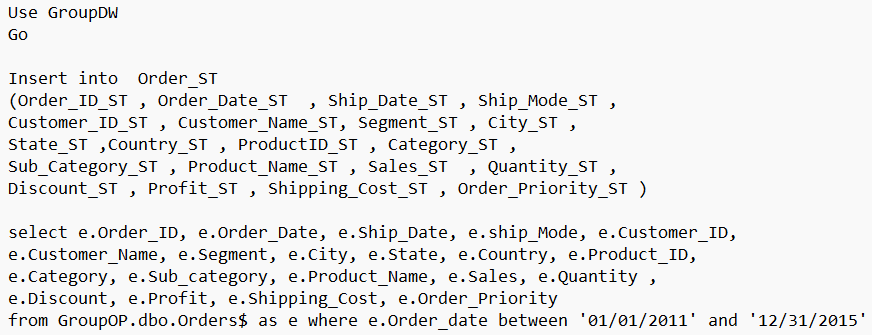 Use GroupDW
Go
Insert into  Order_ST
(Order_ID_ST , Order_Date_ST  , Ship_Date_ST , Ship_Mode_ST ,
Customer_ID_ST , Customer_Name_ST, Segment_ST , City_ST ,
State_ST ,Country_ST , ProductID_ST , Category_ST ,
Sub_Category_ST , Product_Name_ST , Sales_ST  , Quantity_ST ,
Discount_ST , Profit_ST , Shipping_Cost_ST , Order_Priority_ST )
select e.Order_ID, e.Order_Date, e.Ship_Date, e.ship_Mode, e.Customer_ID,
e.Customer_Name, e.Segment, e.City, e.State, e.Country, e.Product_ID,
e.Category, e.Sub_category, e.Product_Name, e.Sales, e.Quantity ,
e.Discount, e.Profit, e.Shipping_Cost, e.Order_Priority
from GroupOP.dbo.Orders$ as e where e.Order_date between '01/01/2011' and '12/31/2015'